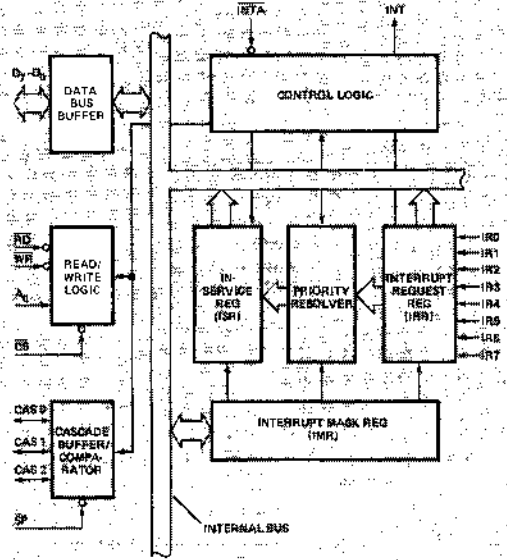 INTA
INT
D7-D0
DATA
BUS
BUFFER
CONTROL LOGIC
RD
WR
A0
CS
READ/
WRITE
LOGIC
IN-
SERVICE
REG
(ISR)
PRIORITY
RESOLVER
INTERRUPT
REQUEST
REG
(IRR)
IR0
IR1
IR2
IR3
IR4
IR5
IR6
IR7
CAS 0
CAS 1
CAS 2
SP
CASCADE
BUFFER/
COMPA-
RATOR
INTERRUPT MASK REG
(IMR)
INTERNAL BUS